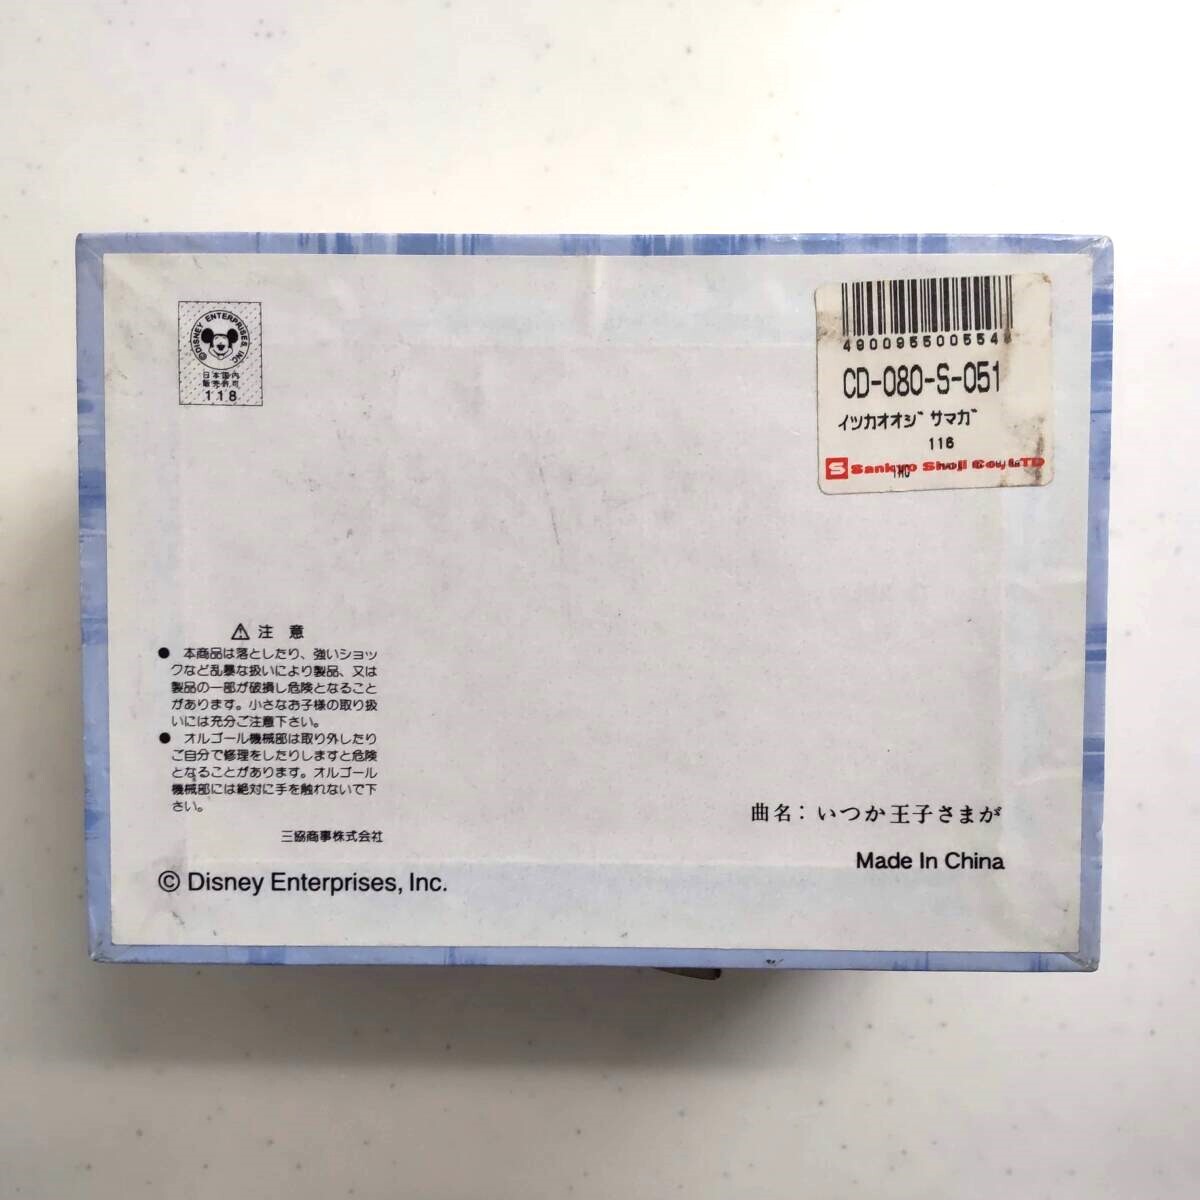 © DISNEY ENTERPRISES, INC.
日本国内
販売許可
118
CD-080-S-051
イツカオオジサマガ
116
Sankyo Shoji Co., LTD
⚠ 注意
● 本商品は落としたり、強いショッ
クなど乱暴な扱いにより製品、又は
製品の一部が破損し危険となること
があります。小さなお子様の取り扱
いには充分ご注意下さい。
● オルゴール機械部は取り外したり
ご自分で修理をしたりしますと危険
となることがあります。オルゴール
機械部には絶対に手を触れないで下
さい。
三協商事株式会社
© Disney Enterprises, Inc.
曲名：いつか王子さまが
Made In China